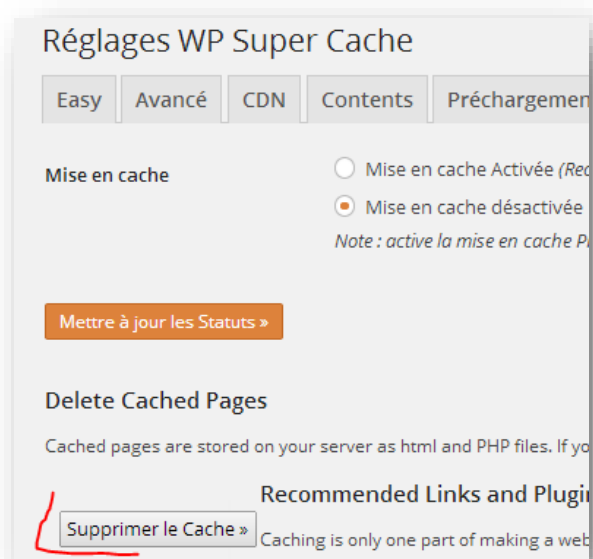 Réglages WP Super Cache
Easy Avancé CDN Contents Préchargemen
Mise en cache
Mise en cache Activée (Rec
Mise en cache désactivée
Note : active la mise en cache P
Mettre à jour les Statuts »
Delete Cached Pages
Cached pages are stored on your server as html and PHP files. If yo
Recommended Links and Plugi
Supprimer le Cache »
Caching is only one part of making a web